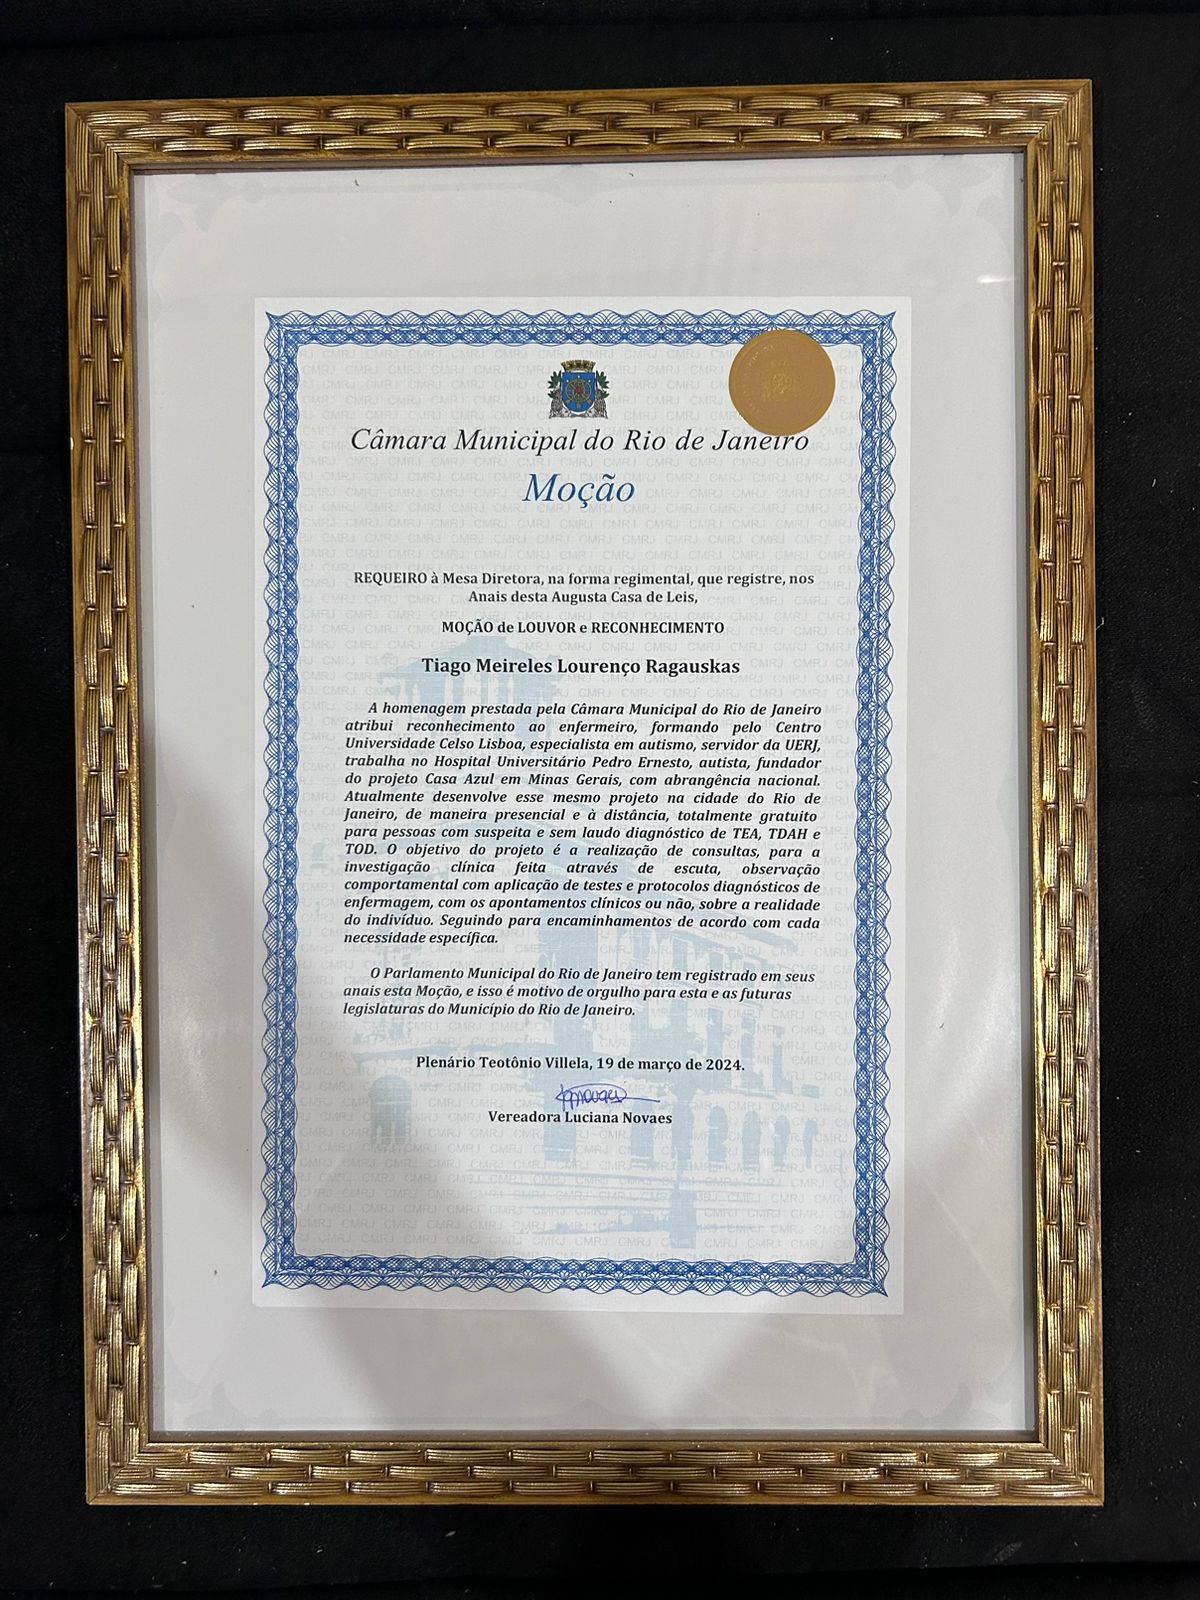 Câmara Municipal do Rio de Janeiro
Moção
REQUEIRO à Mesa Diretora, na forma regimental, que registre, nos
Anais desta Augusta Casa de Leis,
MOÇÃO de LOUVOR e RECONHECIMENTO
Tiago Meireles Lourenço Ragauskas
A homenagem prestada pela Câmara Municipal do Rio de Janeiro
atribui reconhecimento ao enfermeiro, formando pelo Centro
Universidade Celso Lisboa, especialista em autismo, servidor da UERJ,
trabalha no Hospital Universitário Pedro Ernesto, autista, fundador
do projeto Casa Azul em Minas Gerais, com abrangência nacional.
Atualmente desenvolve esse mesmo projeto na cidade do Rio de
Janeiro, de maneira presencial e à distância, totalmente gratuito
para pessoas com suspeita e sem laudo diagnóstico de TEA, TDAH e
TOD. O objetivo do projeto é a realização de consultas, para a
investigação clínica feita através de escuta, observação
comportamental com aplicação de testes e protocolos diagnósticos de
enfermagem, com os apontamentos clínicos ou não, sobre a realidade
do indivíduo. Seguindo para encaminhamentos de acordo com cada
necessidade específica.
O Parlamento Municipal do Rio de Janeiro tem registrado em seus
anais esta Moção, e isso é motivo de orgulho para esta e as futuras
legislaturas do Município do Rio de Janeiro.
Plenário Teotônio Villela, 19 de março de 2024.
Vereadora Luciana Novaes